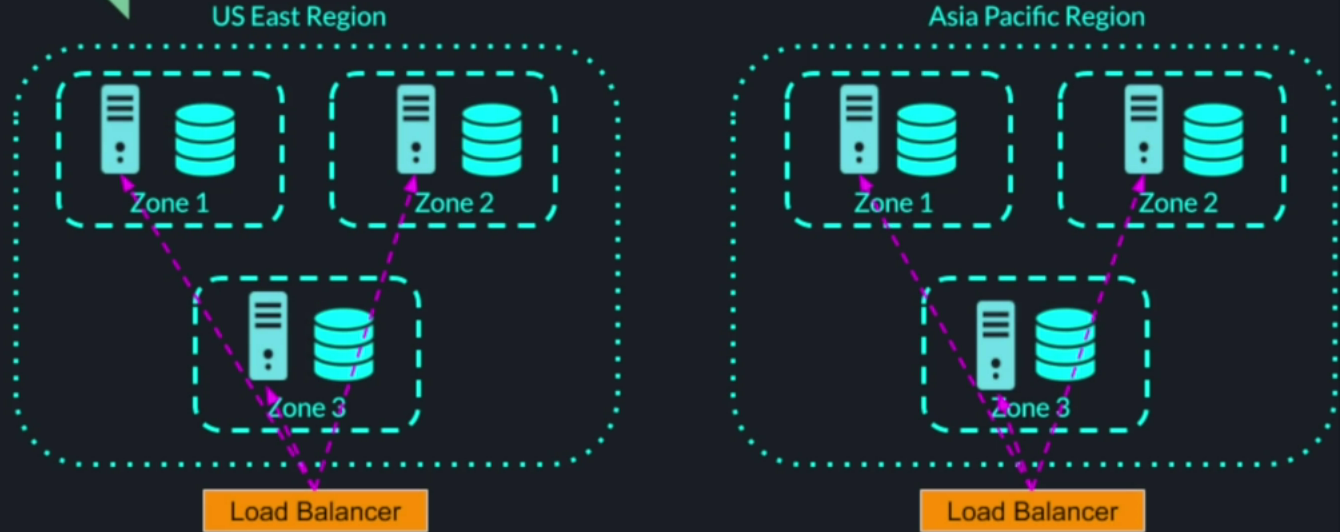 US East Region
Asia Pacific Region
Zone 1
Zone 2
Zone 1
Zone 2
Zone 3
Zone 3
Load Balancer
Load Balancer